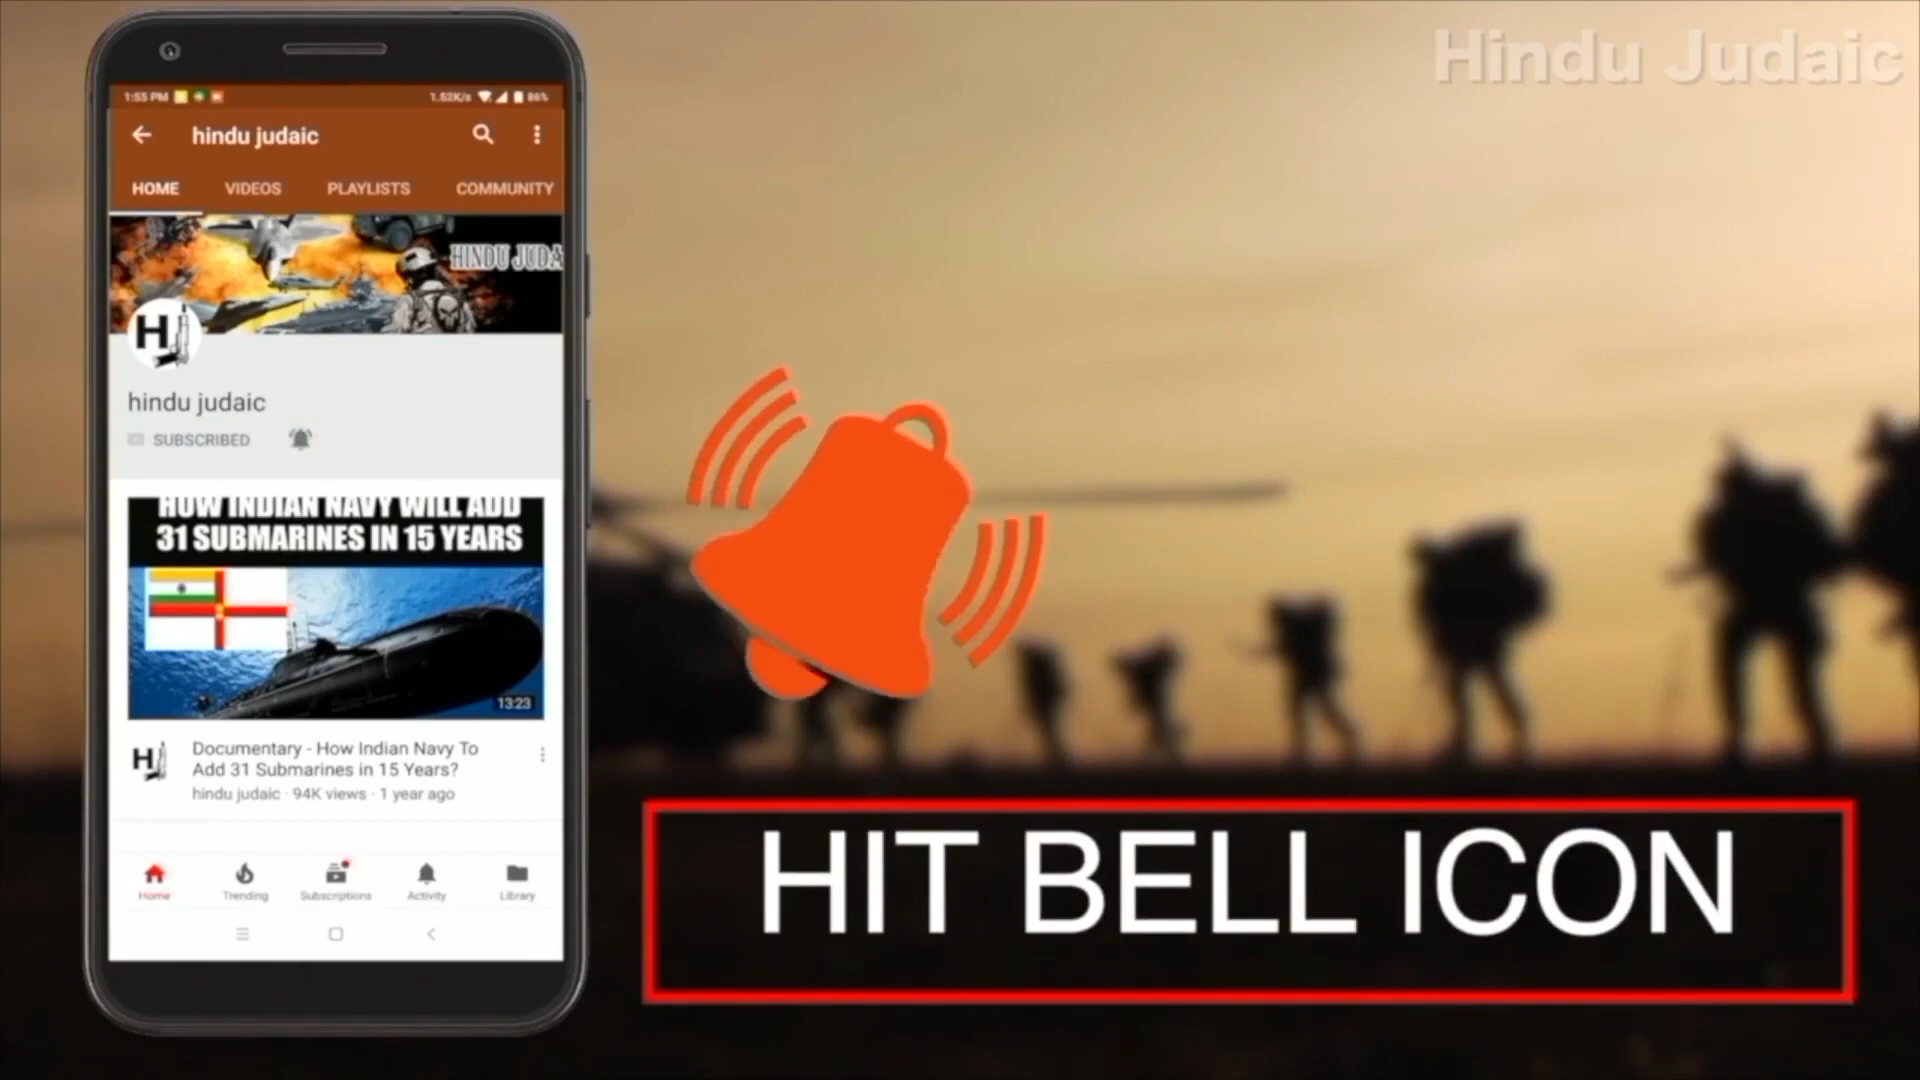 Hindu Judaic
1:55 PM
1.52K/s
86%
hindu judaic
HOME VIDEOS PLAYLISTS COMMUNITY
HINDU JUDA
H
hindu judaic
SUBSCRIBED
HOW INDIAN NAVY WILL ADD
31 SUBMARINES IN 15 YEARS
13:23
H
Documentary - How Indian Navy To
Add 31 Submarines in 15 Years?
hindu judaic · 94K views · 1 year ago
Home Trending Subscriptions Activity Library
HIT BELL ICON